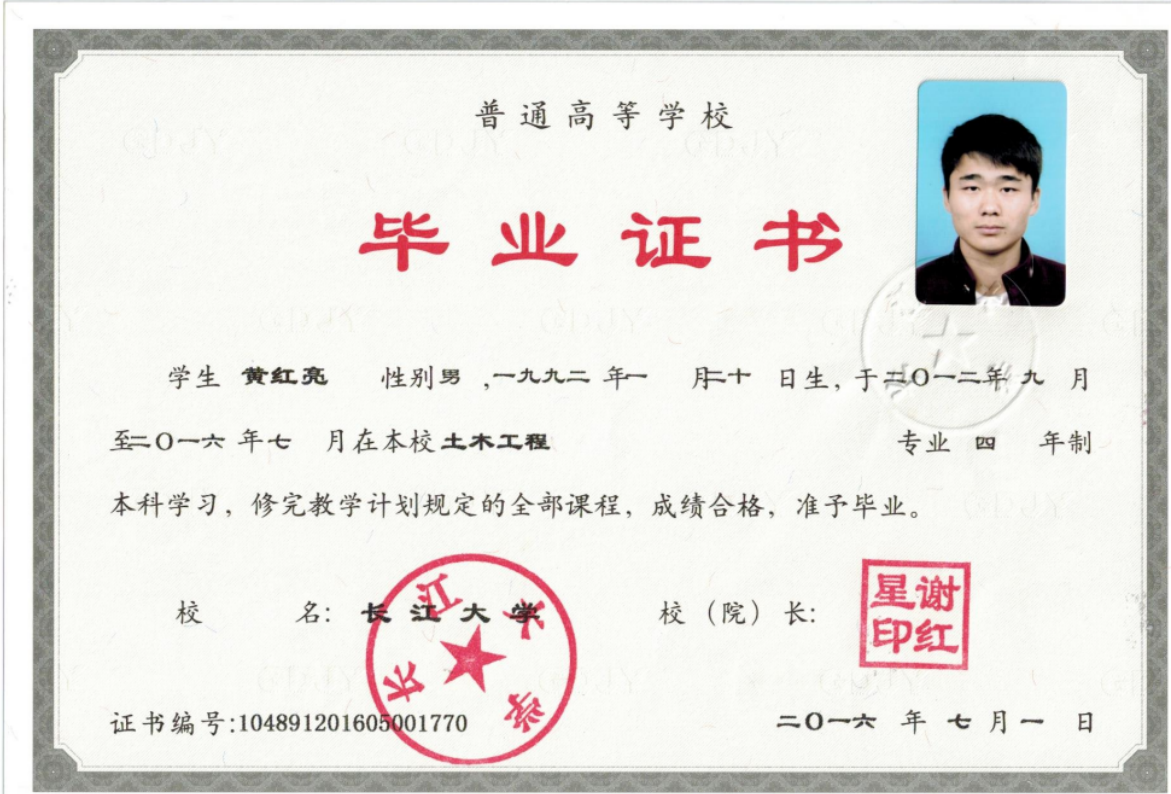 普通高等学校
毕业证书
学生 黄红亮 性别男 ,一九九二 年一 月二十 日生, 于二〇一二年 九 月
至二〇一六 年七 月在本校 土木工程 专业 四 年制
本科学习, 修完教学计划规定的全部课程, 成绩合格, 准予毕业。
校 名: 长江大学 校 (院) 长:
长江大学
谢红星印
证书编号:104891201605001770 二〇一六 年 七 月 一 日